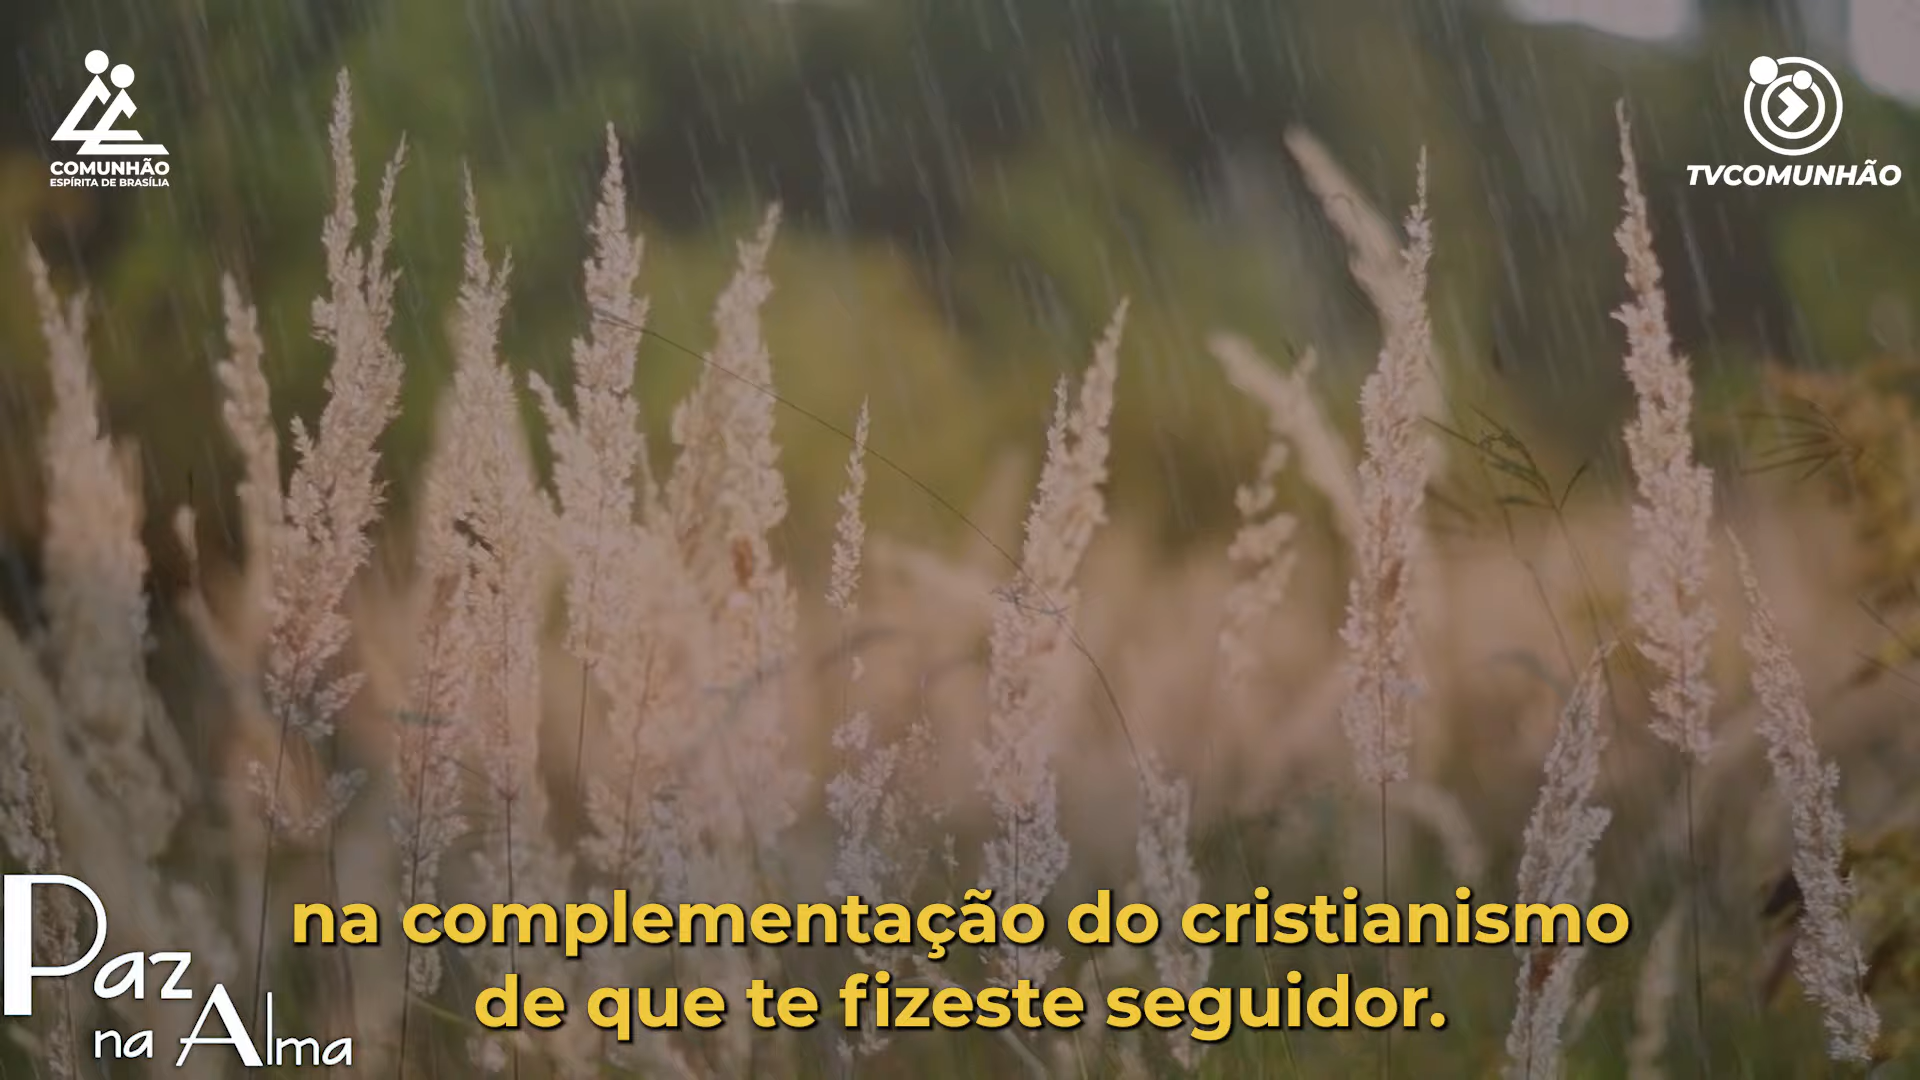 COMUNHÃO
ESPÍRITA DE BRASÍLIA
TVCOMUNHÃO
na complementação do cristianismo
de que te fizeste seguidor.
Paz
na Alma